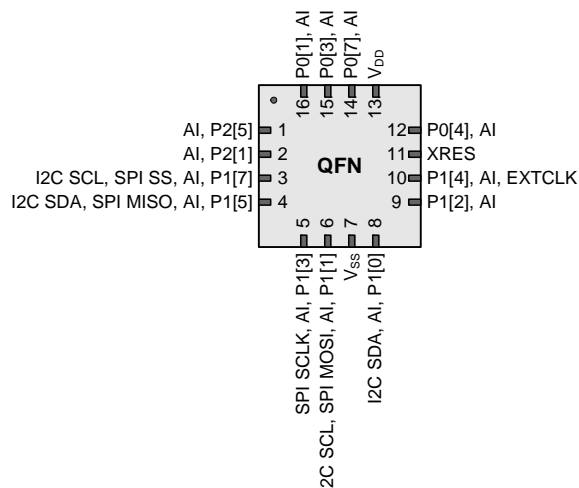 P0[1], AI
P0[3], AI
P0[7], AI
VDD
16
15
14
13
AI, P2[5]
1
AI, P2[1]
2
I2C SCL, SPI SS, AI, P1[7]
3
I2C SDA, SPI MISO, AI, P1[5]
4
QFN
12
P0[4], AI
11
XRES
10
P1[4], AI, EXTCLK
9
P1[2], AI
5
6
7
8
SPI SCLK, AI, P1[3]
2C SCL, SPI MOSI, AI, P1[1]
VSS
I2C SDA, AI, P1[0]